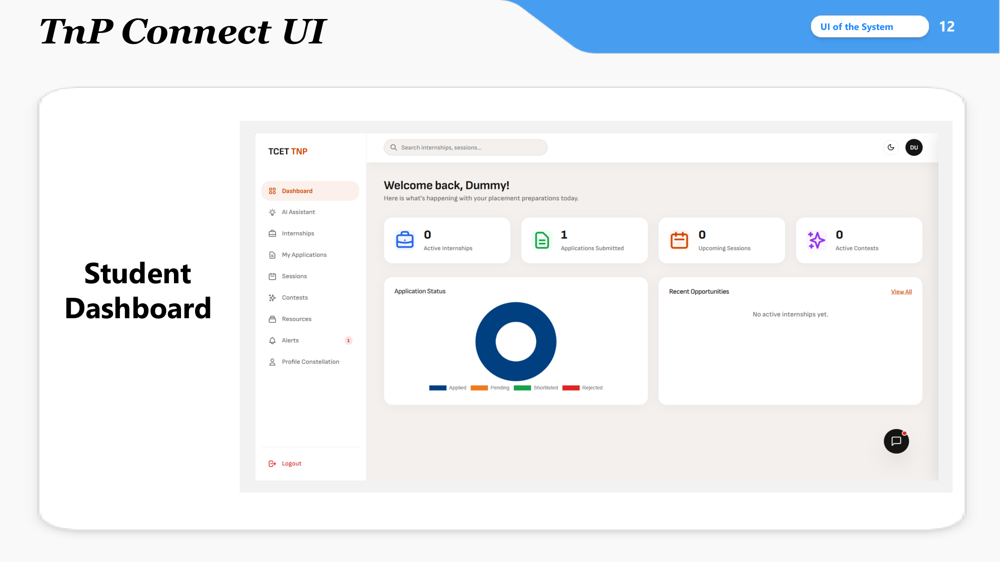 TnP Connect UI
UI of the System
12
Student
Dashboard
TCET TNP
Search internships, sessions...
DU
Dashboard
AI Assistant
Internships
My Applications
Sessions
Contests
Resources
Alerts
1
Profile Constellation
Logout
Welcome back, Dummy!
Here is what's happening with your placement preparations today.
0
Active Internships
1
Applications Submitted
0
Upcoming Sessions
0
Active Contests
Application Status
Applied
Pending
Shortlisted
Rejected
Recent Opportunities
View All
No active internships yet.